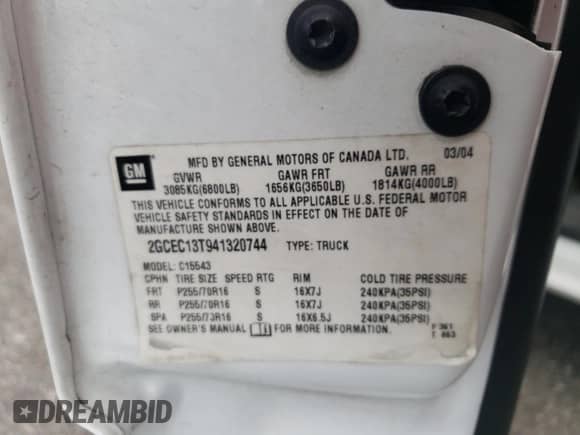 MFD BY GENERAL MOTORS OF CANADA LTD. 03/04
GM GVWR GAWR FRT GAWR RR
3085KG(6800LB) 1656KG(3650LB) 1814KG(4000LB)
THIS VEHICLE CONFORMS TO ALL APPLICABLE U.S. FEDERAL MOTOR
VEHICLE SAFETY STANDARDS IN EFFECT ON THE DATE OF
MANUFACTURE SHOWN ABOVE.
2GCEC13T941320744 TYPE: TRUCK
MODEL: C15543
CPHN TIRE SIZE SPEED RTG RIM COLD TIRE PRESSURE
FRT P255/70R16 S 16X7J 240KPA(35PSI)
RR P255/70R16 S 16X7J 240KPA(35PSI)
SPA P255/73R16 S 16X6.5J 240KPA(35PSI)
SEE OWNER'S MANUAL FOR MORE INFORMATION. P 361
T 863
DREAMBID